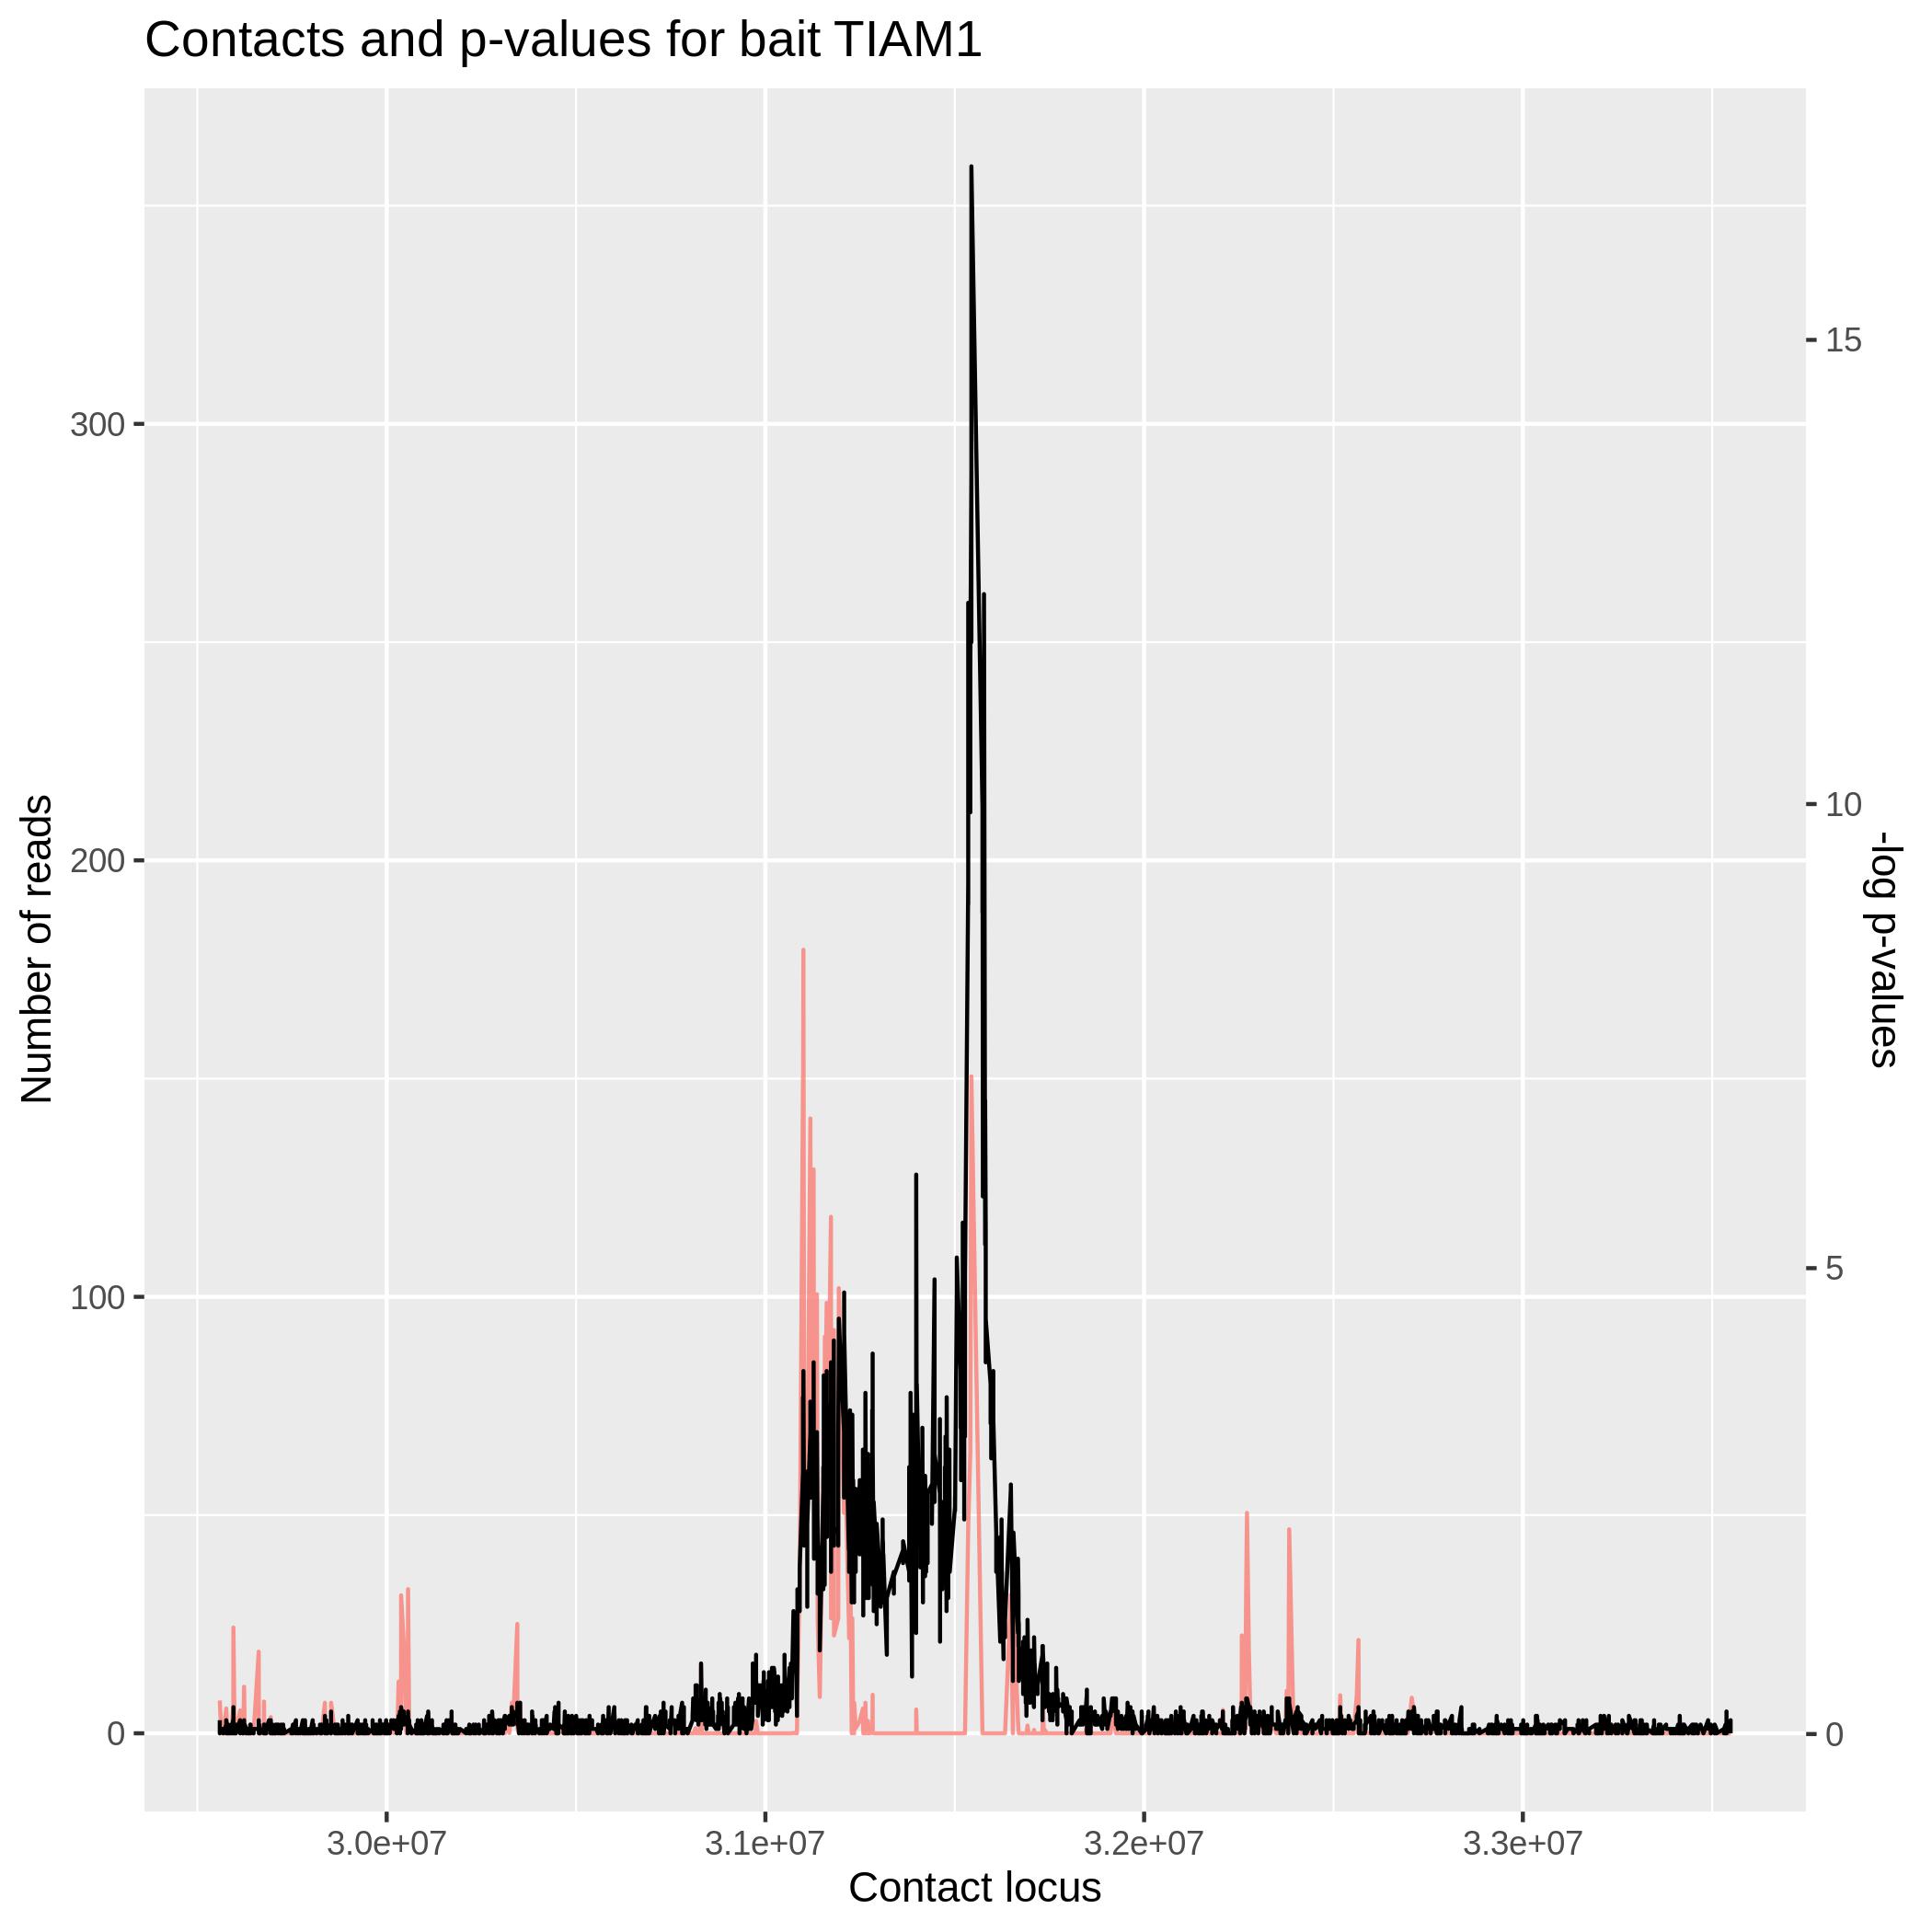 Contacts and p-values for bait TIAM1
Number of reads
300
200
100
0
15
10
5
0
-log p-values
3.0e+07
3.1e+07
3.2e+07
3.3e+07
Contact locus